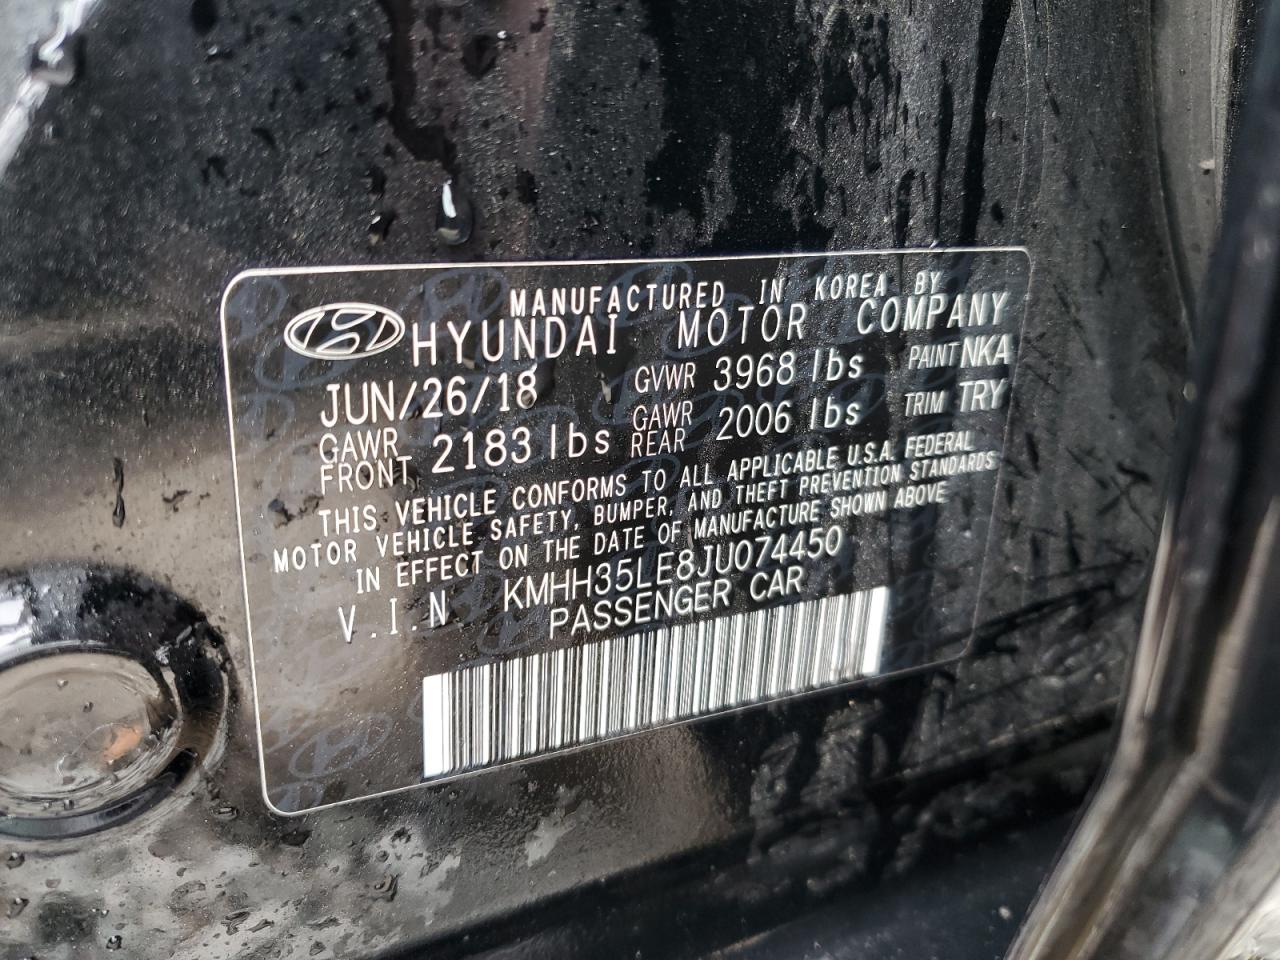 MANUFACTURED IN KOREA BY
HYUNDAI MOTOR COMPANY
JUN/26/18 GVWR 3968 lbs PAINT NKA
GAWR FRONT 2183 lbs GAWR REAR 2006 lbs TRIM TRY
THIS VEHICLE CONFORMS TO ALL APPLICABLE U.S.A. FEDERAL
MOTOR VEHICLE SAFETY, BUMPER, AND THEFT PREVENTION STANDARDS
IN EFFECT ON THE DATE OF MANUFACTURE SHOWN ABOVE
V.I.N. KMHH35LE8JU074450
PASSENGER CAR